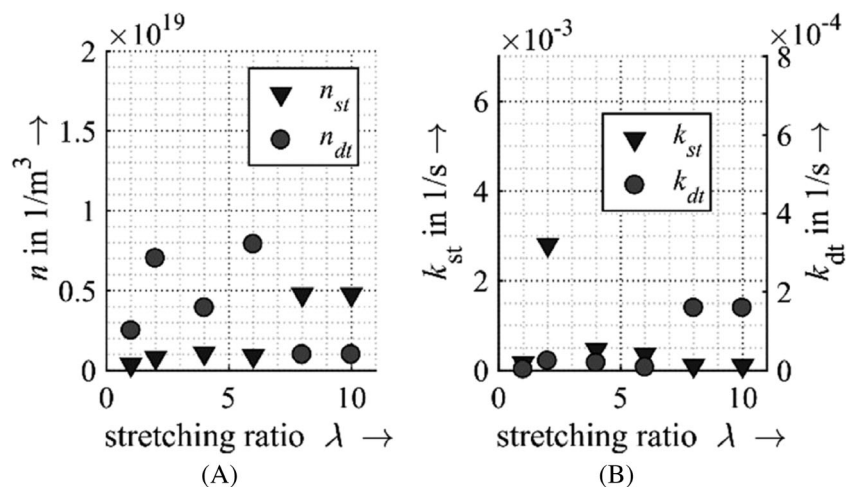 ×10^19
2
1.5
1
0.5
0
n in 1/m³ →
n_st
n_dt
0 5 10
stretching ratio λ →
(A)
×10^-3
6
4
2
0
k_st in 1/s →
k_st
k_dt
×10^-4
8
6
4
2
0
k_dt in 1/s →
0 5 10
stretching ratio λ →
(B)